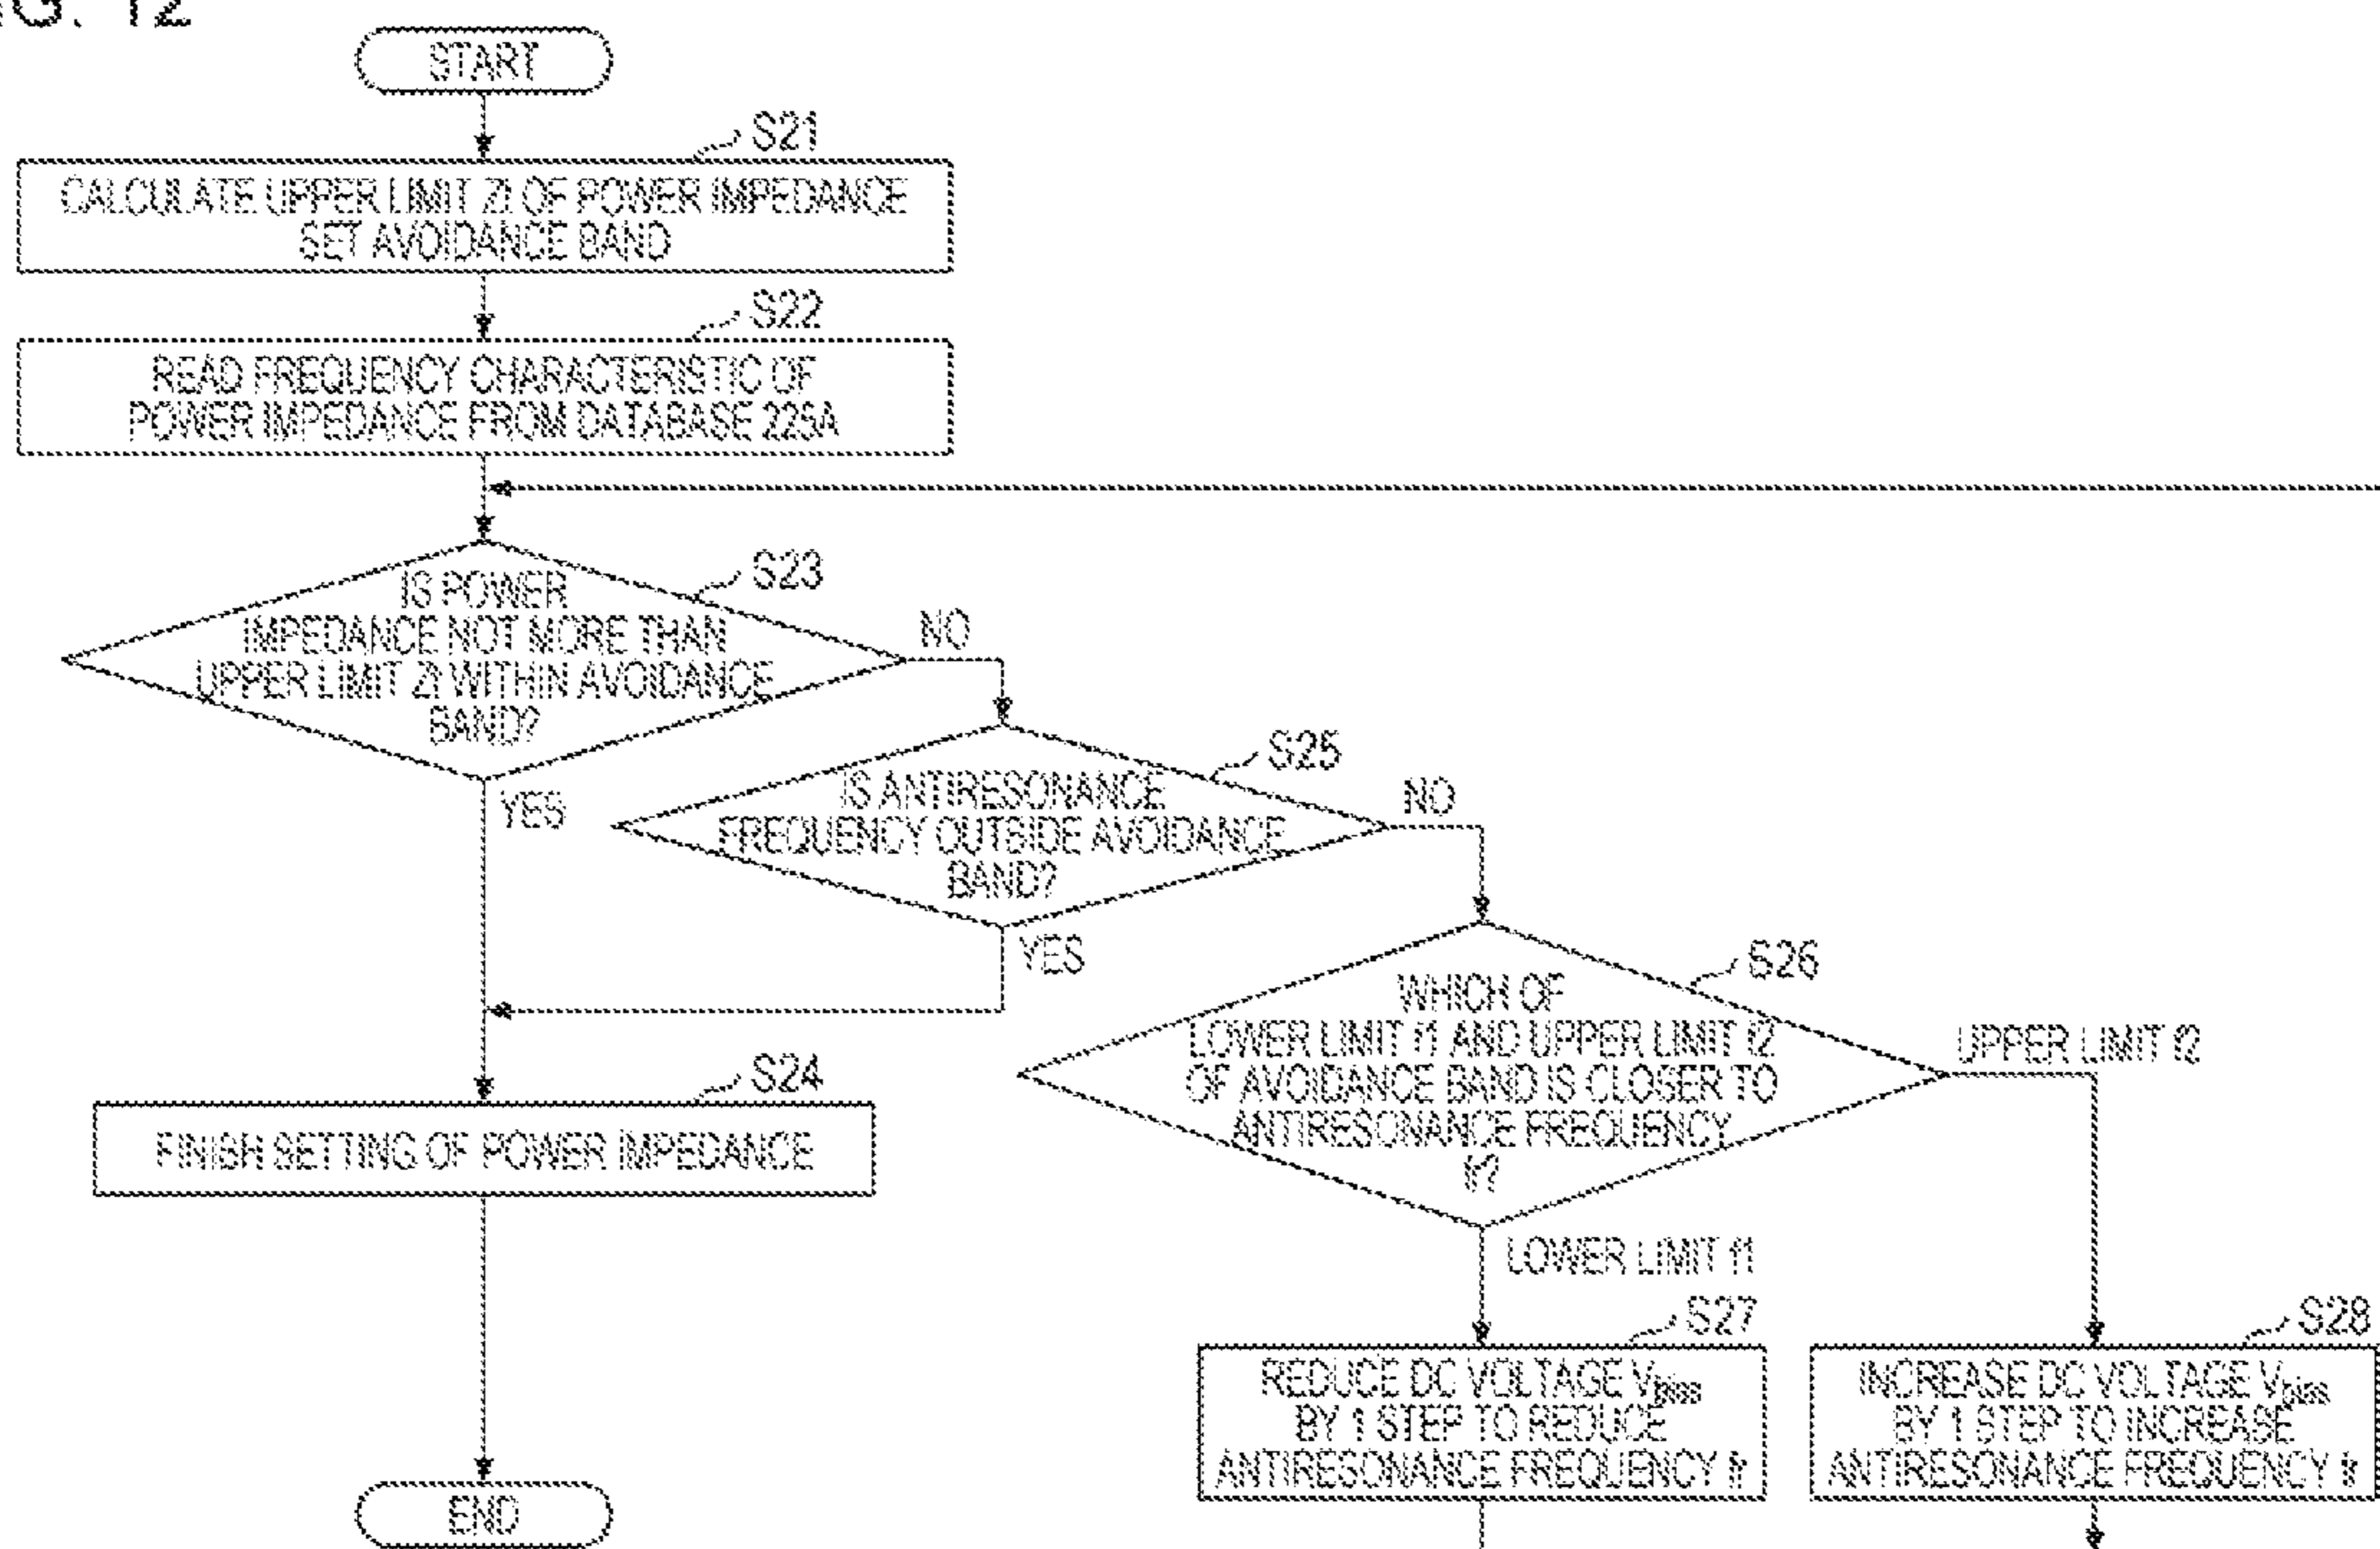 G. 12
START
S21
CALCULATE UPPER LIMIT Zt OF POWER IMPEDANCE
SET AVOIDANCE BAND
S22
READ FREQUENCY CHARACTERISTIC OF
POWER IMPEDANCE FROM DATABASE 225A
S23
IS POWER
IMPEDANCE NOT MORE THAN
UPPER LIMIT Zt WITHIN AVOIDANCE
BAND?
NO
YES
S25
IS ANTIRESONANCE
FREQUENCY OUTSIDE AVOIDANCE
BAND?
NO
YES
S26
WHICH OF
LOWER LIMIT f1 AND UPPER LIMIT f2
OF AVOIDANCE BAND IS CLOSER TO
ANTIRESONANCE FREQUENCY
fr?
UPPER LIMIT f2
LOWER LIMIT f1
S24
FINISH SETTING OF POWER IMPEDANCE
S27
REDUCE DC VOLTAGE Vbias
BY 1 STEP TO REDUCE
ANTIRESONANCE FREQUENCY fr
S28
INCREASE DC VOLTAGE Vbias
BY 1 STEP TO INCREASE
ANTIRESONANCE FREQUENCY fr
END